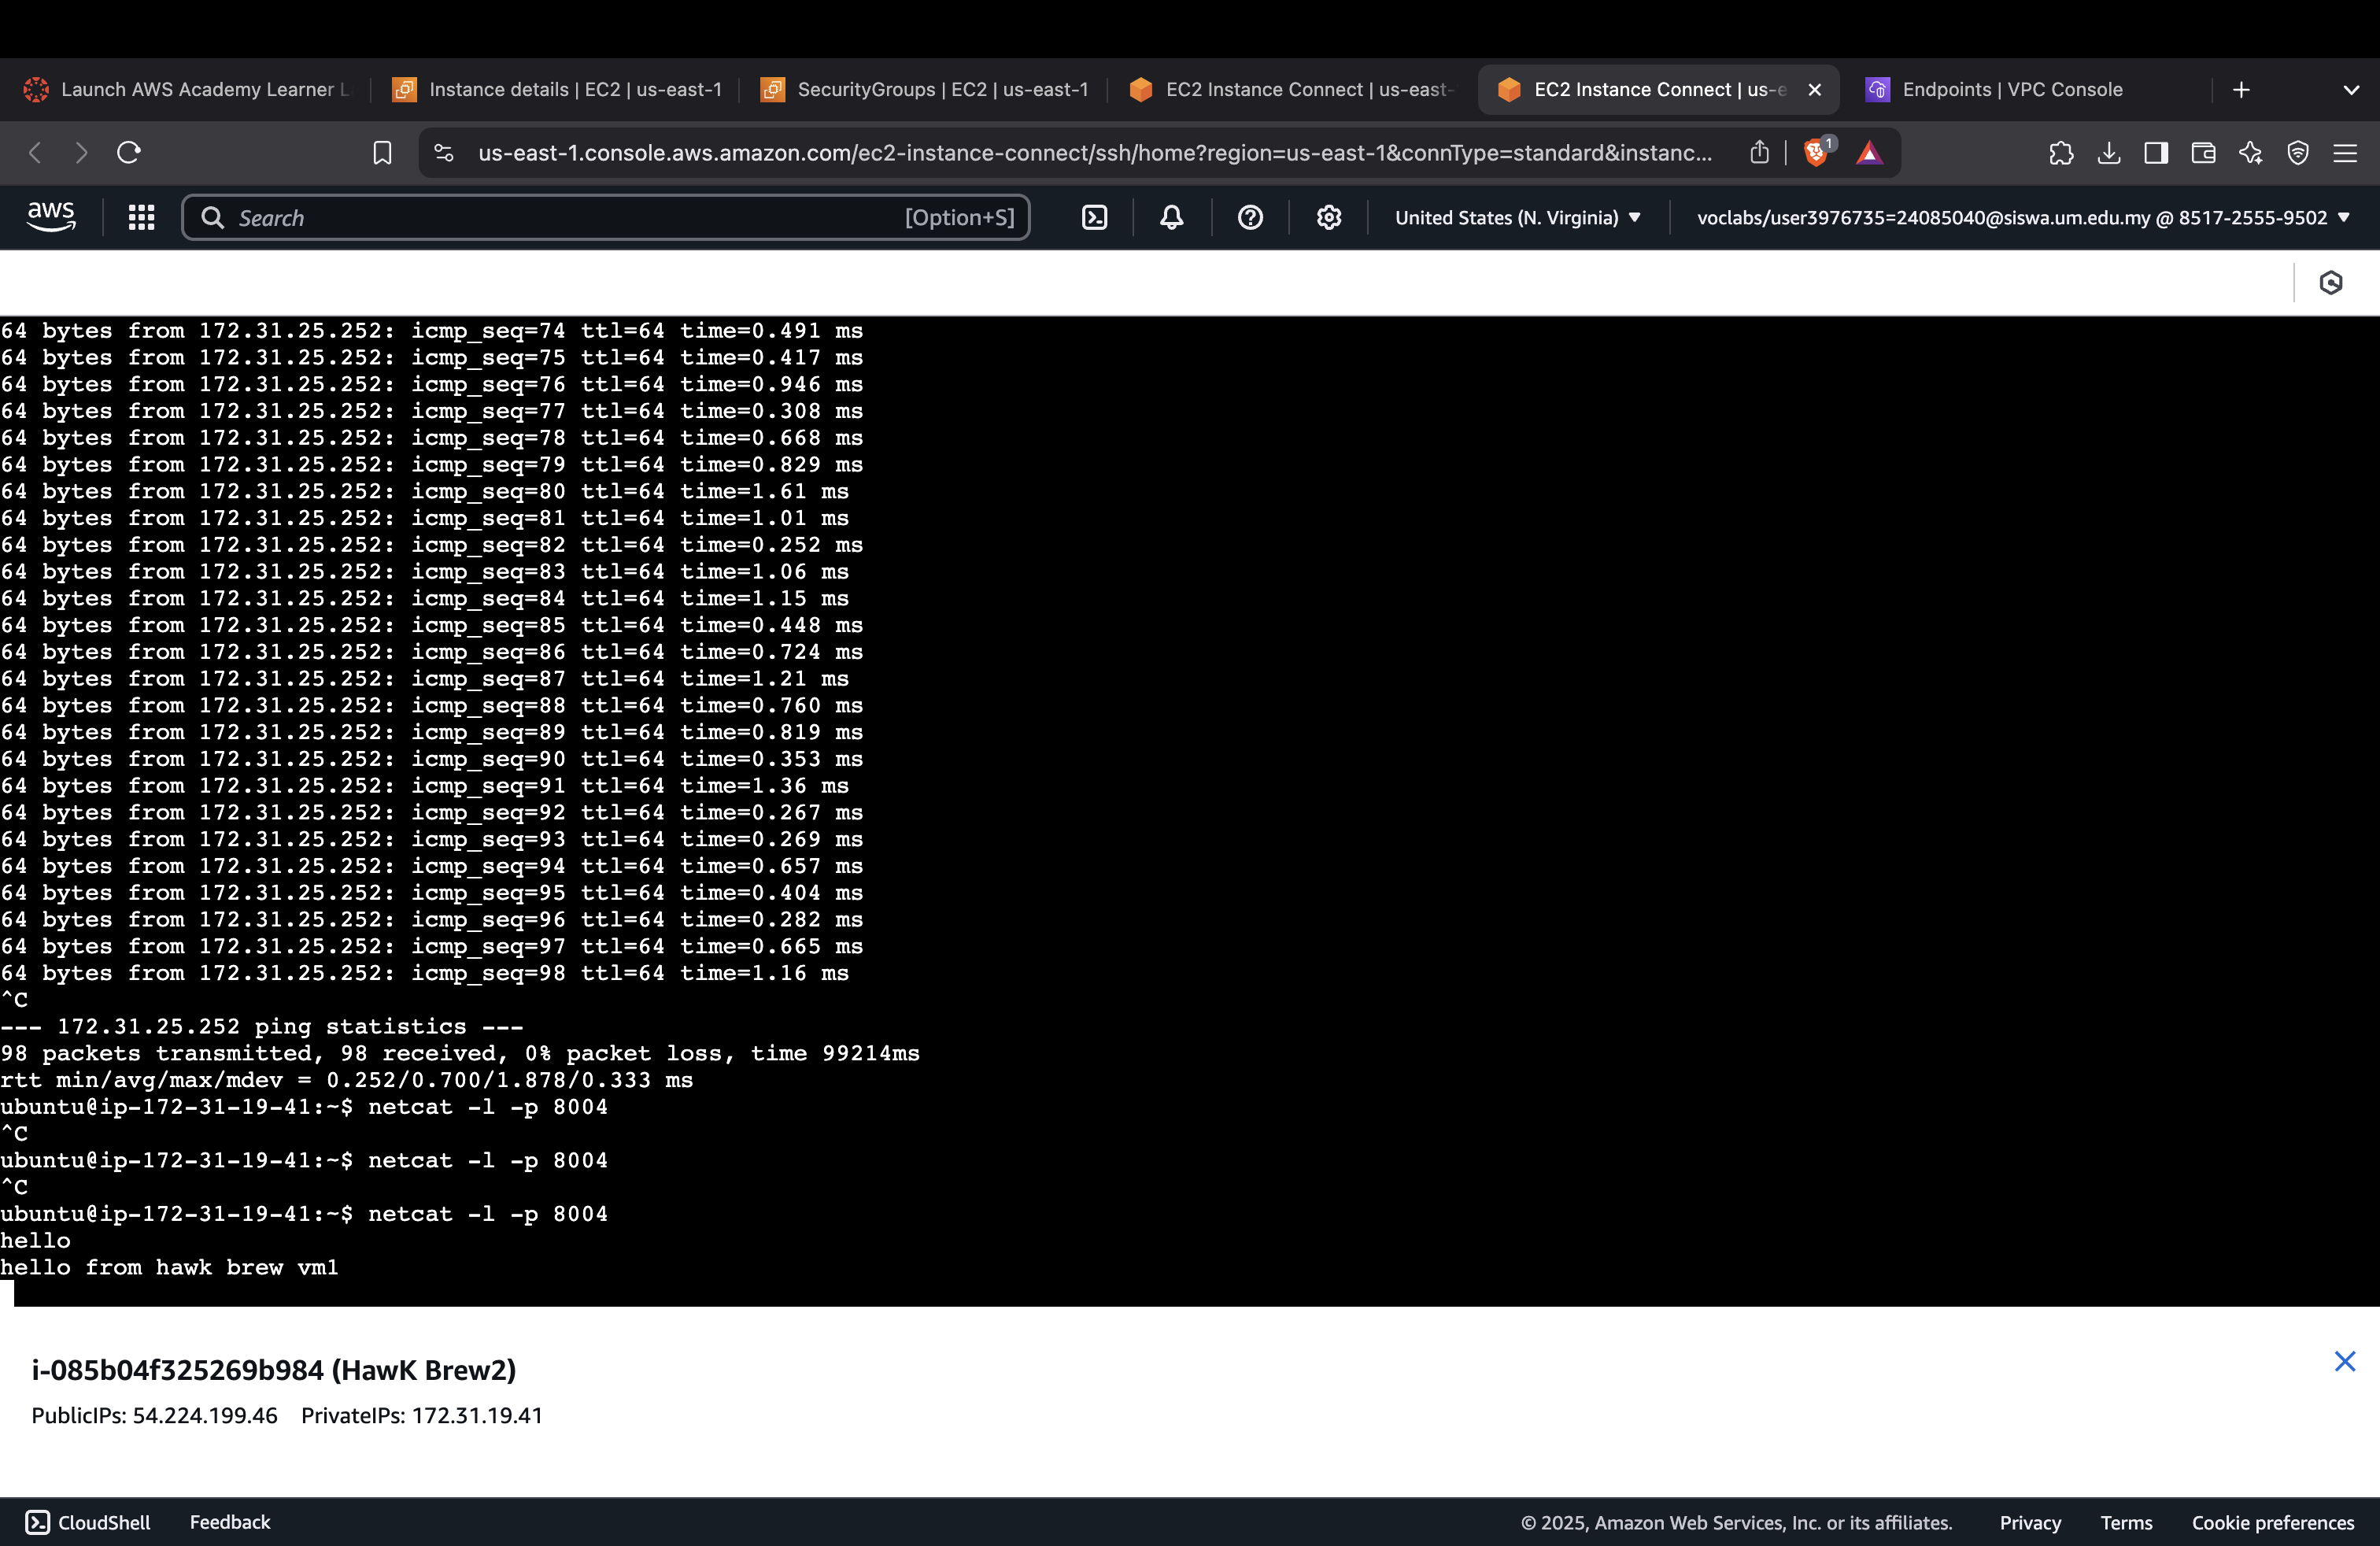 Launch AWS Academy Learner L
Instance details | EC2 | us-east-1
SecurityGroups | EC2 | us-east-1
EC2 Instance Connect | us-east-
EC2 Instance Connect | us-e
Endpoints | VPC Console
us-east-1.console.aws.amazon.com/ec2-instance-connect/ssh/home?region=us-east-1&connType=standard&instanc...
1
aws
Search
[Option+S]
United States (N. Virginia)
voclabs/user3976735=24085040@siswa.um.edu.my @ 8517-2555-9502
64 bytes from 172.31.25.252: icmp_seq=74 ttl=64 time=0.491 ms
64 bytes from 172.31.25.252: icmp_seq=75 ttl=64 time=0.417 ms
64 bytes from 172.31.25.252: icmp_seq=76 ttl=64 time=0.946 ms
64 bytes from 172.31.25.252: icmp_seq=77 ttl=64 time=0.308 ms
64 bytes from 172.31.25.252: icmp_seq=78 ttl=64 time=0.668 ms
64 bytes from 172.31.25.252: icmp_seq=79 ttl=64 time=0.829 ms
64 bytes from 172.31.25.252: icmp_seq=80 ttl=64 time=1.61 ms
64 bytes from 172.31.25.252: icmp_seq=81 ttl=64 time=1.01 ms
64 bytes from 172.31.25.252: icmp_seq=82 ttl=64 time=0.252 ms
64 bytes from 172.31.25.252: icmp_seq=83 ttl=64 time=1.06 ms
64 bytes from 172.31.25.252: icmp_seq=84 ttl=64 time=1.15 ms
64 bytes from 172.31.25.252: icmp_seq=85 ttl=64 time=0.448 ms
64 bytes from 172.31.25.252: icmp_seq=86 ttl=64 time=0.724 ms
64 bytes from 172.31.25.252: icmp_seq=87 ttl=64 time=1.21 ms
64 bytes from 172.31.25.252: icmp_seq=88 ttl=64 time=0.760 ms
64 bytes from 172.31.25.252: icmp_seq=89 ttl=64 time=0.819 ms
64 bytes from 172.31.25.252: icmp_seq=90 ttl=64 time=0.353 ms
64 bytes from 172.31.25.252: icmp_seq=91 ttl=64 time=1.36 ms
64 bytes from 172.31.25.252: icmp_seq=92 ttl=64 time=0.267 ms
64 bytes from 172.31.25.252: icmp_seq=93 ttl=64 time=0.269 ms
64 bytes from 172.31.25.252: icmp_seq=94 ttl=64 time=0.657 ms
64 bytes from 172.31.25.252: icmp_seq=95 ttl=64 time=0.404 ms
64 bytes from 172.31.25.252: icmp_seq=96 ttl=64 time=0.282 ms
64 bytes from 172.31.25.252: icmp_seq=97 ttl=64 time=0.665 ms
64 bytes from 172.31.25.252: icmp_seq=98 ttl=64 time=1.16 ms
^C
--- 172.31.25.252 ping statistics ---
98 packets transmitted, 98 received, 0% packet loss, time 99214ms
rtt min/avg/max/mdev = 0.252/0.700/1.878/0.333 ms
ubuntu@ip-172-31-19-41:~$ netcat -l -p 8004
^C
ubuntu@ip-172-31-19-41:~$ netcat -l -p 8004
^C
ubuntu@ip-172-31-19-41:~$ netcat -l -p 8004
hello
hello from hawk brew vm1
i-085b04f325269b984 (HawK Brew2)
PublicIPs: 54.224.199.46 PrivateIPs: 172.31.19.41
CloudShell
Feedback
© 2025, Amazon Web Services, Inc. or its affiliates.
Privacy
Terms
Cookie preferences